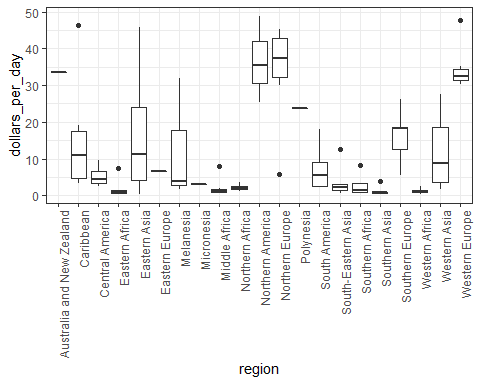 50
40
30
20
10
0
dollars_per_day
Australia and New Zealand
Caribbean
Central America
Eastern Africa
Eastern Asia
Eastern Europe
Melanesia
Micronesia
Middle Africa
Northern Africa
Northern America
Northern Europe
Polynesia
South America
South-Eastern Asia
Southern Africa
Southern Asia
Southern Europe
Western Africa
Western Asia
Western Europe
region